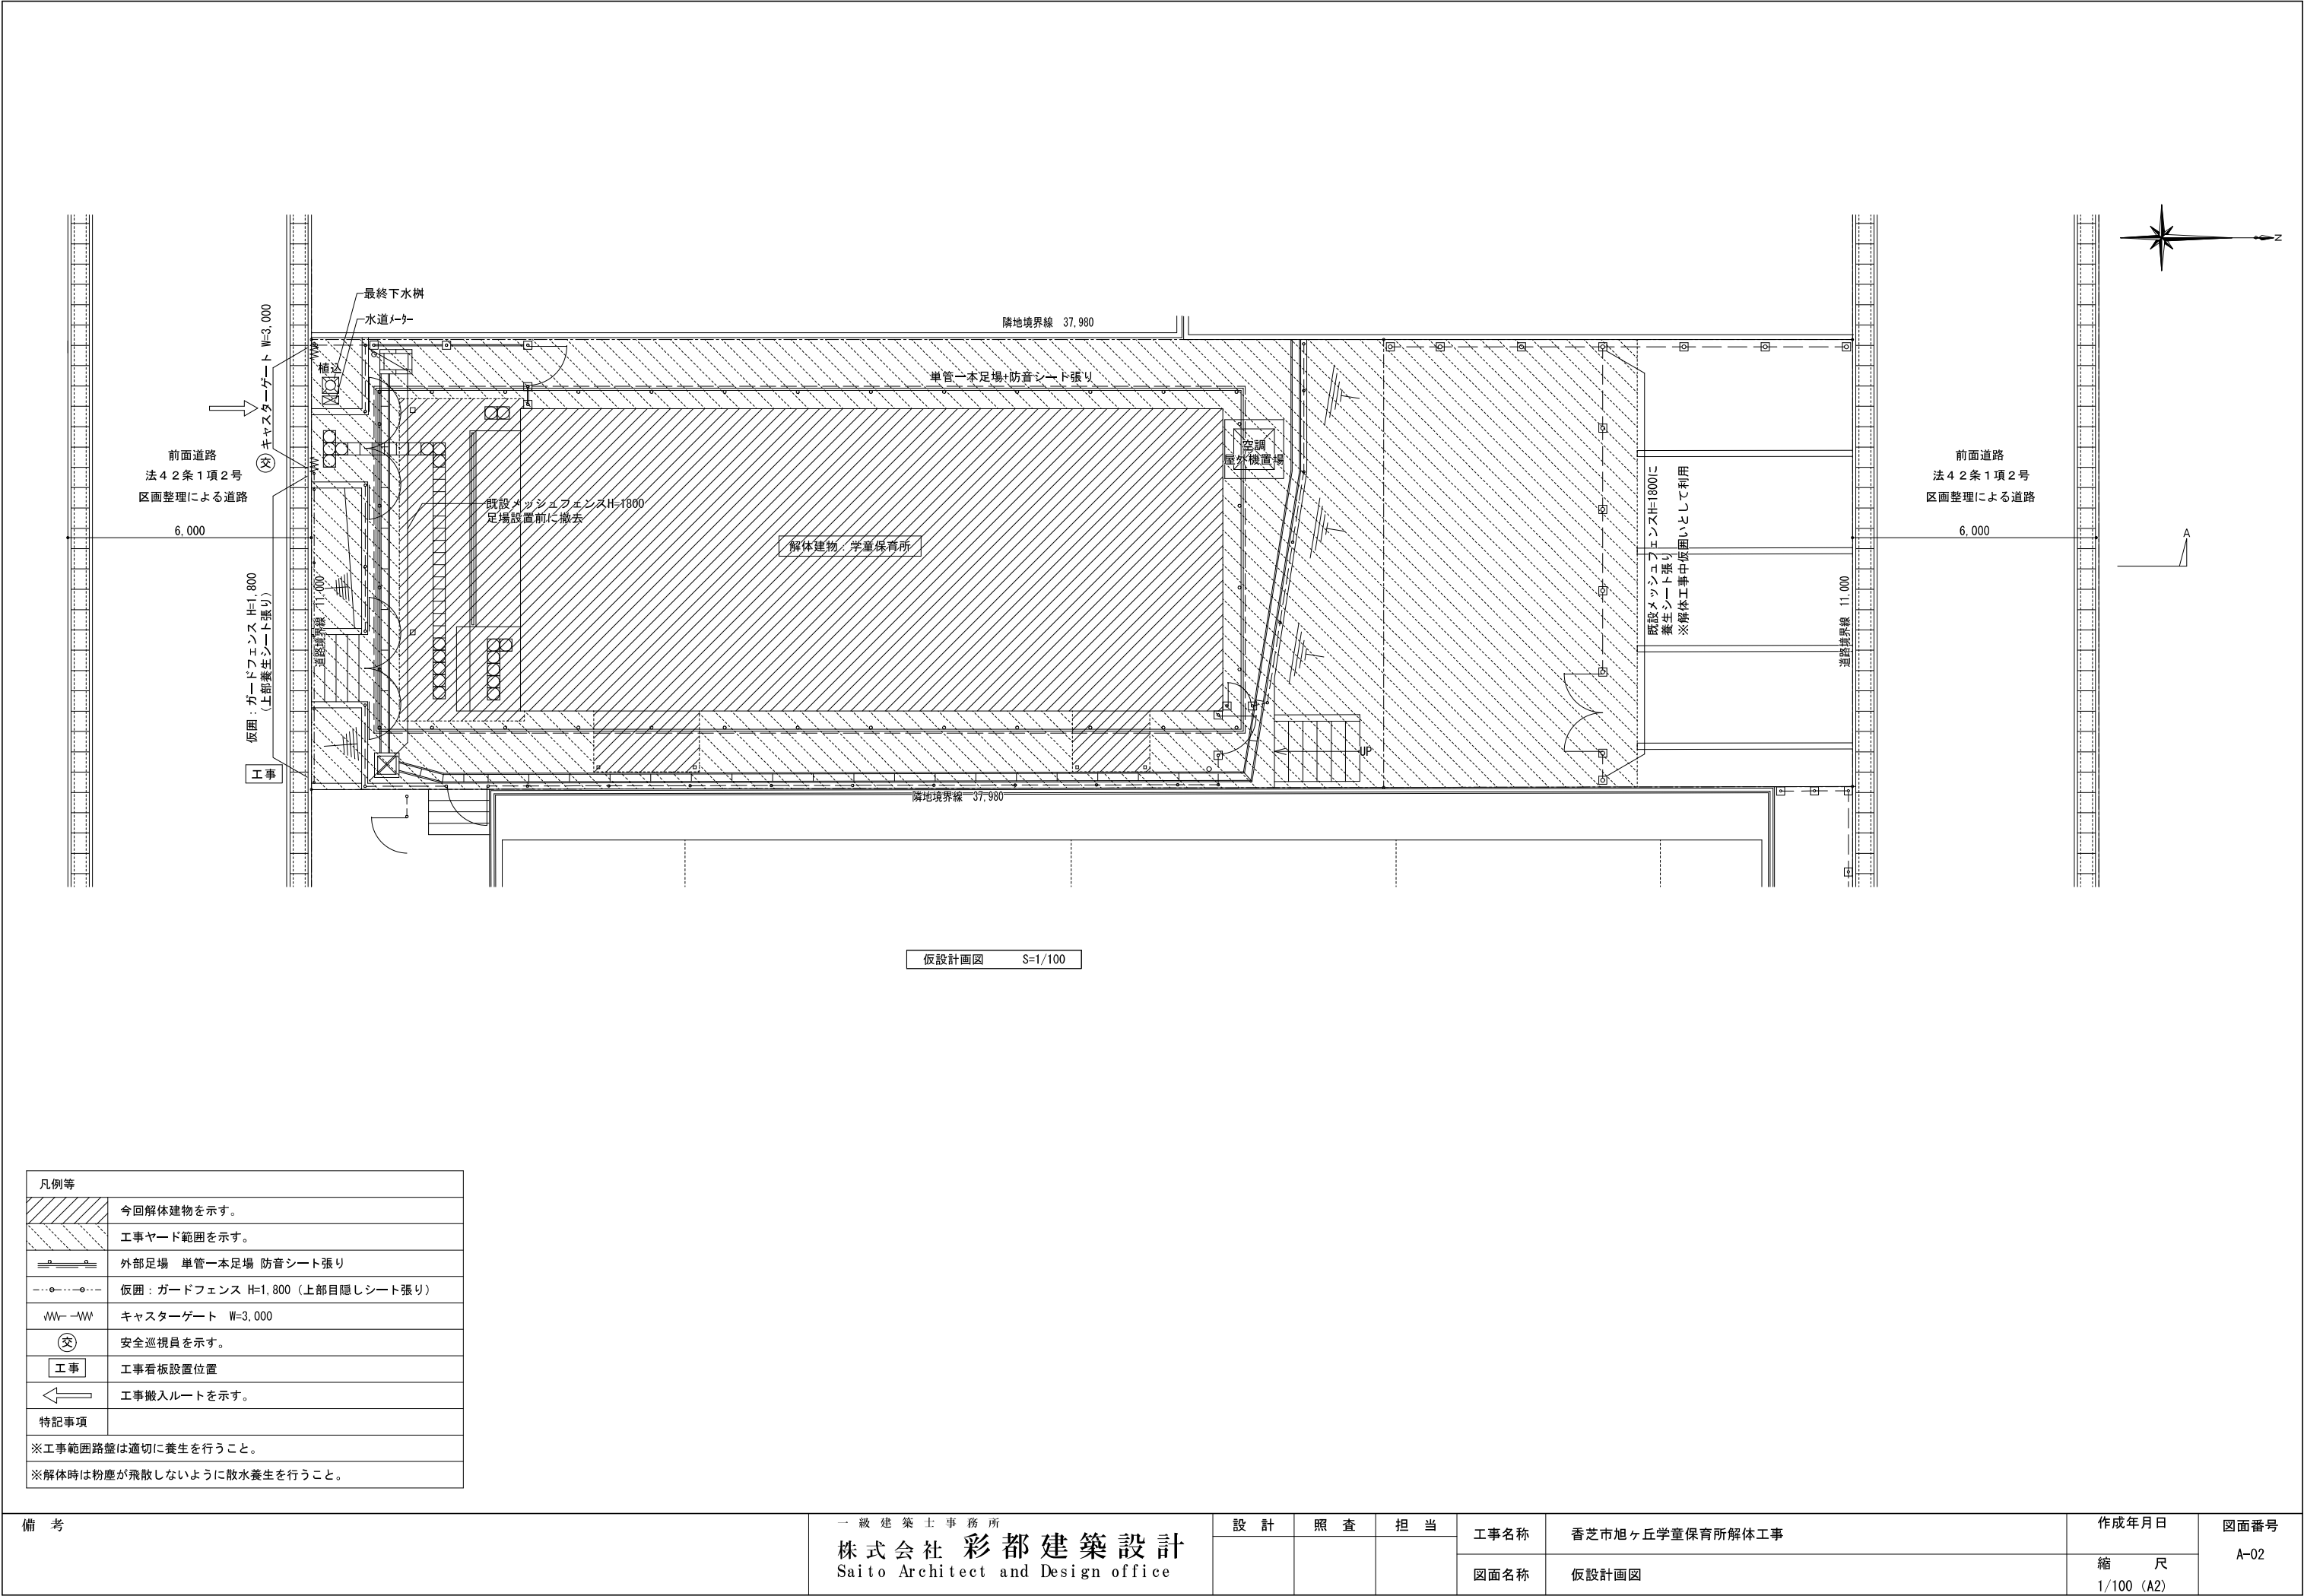 N
最終下水桝
水道ﾒｰﾀｰ
キャスターゲート W=3,000
交
植込
隣地境界線　37,980
単管一本足場+防音シート張り
空調
屋外機置場
前面道路
法４２条１項２号
区画整理による道路
6,000
既設メッシュフェンスH=1800
足場設置前に撤去
解体建物：学童保育所
既設メッシュフェンスH=1800に
養生シート張り
※解体工事中仮囲いとして利用
前面道路
法４２条１項２号
区画整理による道路
6,000
A
仮囲：ガードフェンス H=1,800
（上部養生シート張り）
道路境界線　11,000
道路境界線　11,000
工事
UP
隣地境界線　37,980
仮設計画図　S=1/100
凡例等
今回解体建物を示す。
工事ヤード範囲を示す。
外部足場　単管一本足場 防音シート張り
仮囲：ガードフェンス H=1,800（上部目隠しシート張り）
キャスターゲート　W=3,000
交　安全巡視員を示す。
工事　工事看板設置位置
工事搬入ルートを示す。
特記事項
※工事範囲路盤は適切に養生を行うこと。
※解体時は粉塵が飛散しないように散水養生を行うこと。
備　考
一級建築士事務所
株式会社 彩都建築設計
Saito Architect and Design office
設　計
照　査
担　当
工事名称
香芝市旭ヶ丘学童保育所解体工事
図面名称
仮設計画図
作成年月日
縮　尺
1/100（A2）
図面番号
A-02